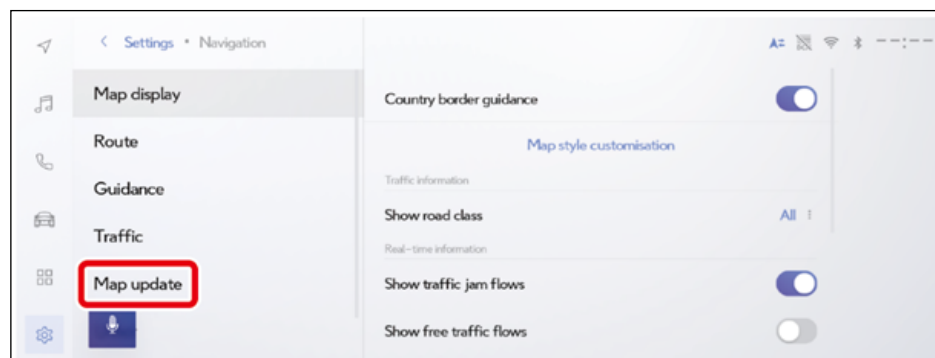 < Settings • Navigation
A=
--:--
Map display
Route
Guidance
Traffic
Map update
Country border guidance
Map style customisation
Traffic information
Show road class
All
Real-time information
Show traffic jam flows
Show free traffic flows